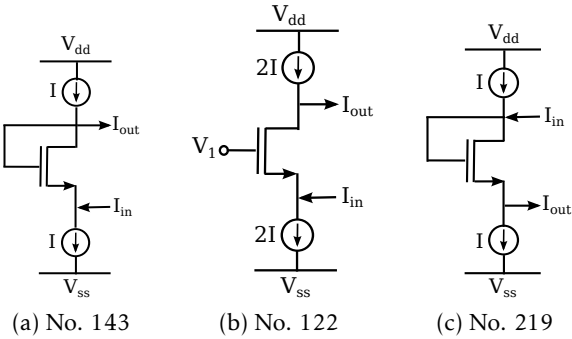 V_dd
I
I_out
I_in
I
V_ss
(a) No. 143
V_dd
2I
I_out
V_1
I_in
2I
V_ss
(b) No. 122
V_dd
I
I_in
I_out
I
V_ss
(c) No. 219